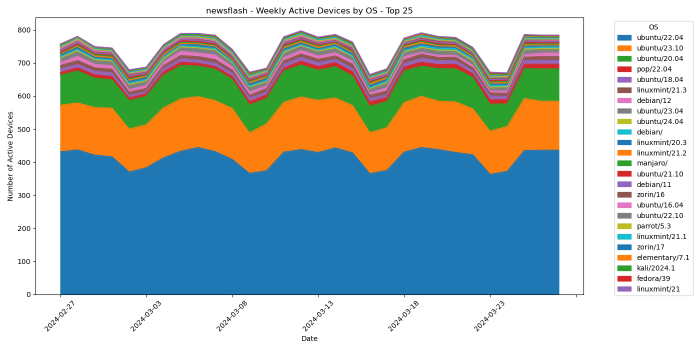 newsflash - Weekly Active Devices by OS - Top 25
Number of Active Devices
800
700
600
500
400
300
200
100
0
2024-02-27
2024-03-03
2024-03-08
2024-03-13
2024-03-18
2024-03-23
Date
OS
ubuntu/22.04
ubuntu/23.10
ubuntu/20.04
pop/22.04
ubuntu/18.04
linuxmint/21.3
debian/12
ubuntu/23.04
ubuntu/24.04
debian/
linuxmint/20.3
linuxmint/21.2
manjaro/
ubuntu/21.10
debian/11
zorin/16
ubuntu/16.04
ubuntu/22.10
parrot/5.3
linuxmint/21.1
zorin/17
elementary/7.1
kali/2024.1
fedora/39
linuxmint/21